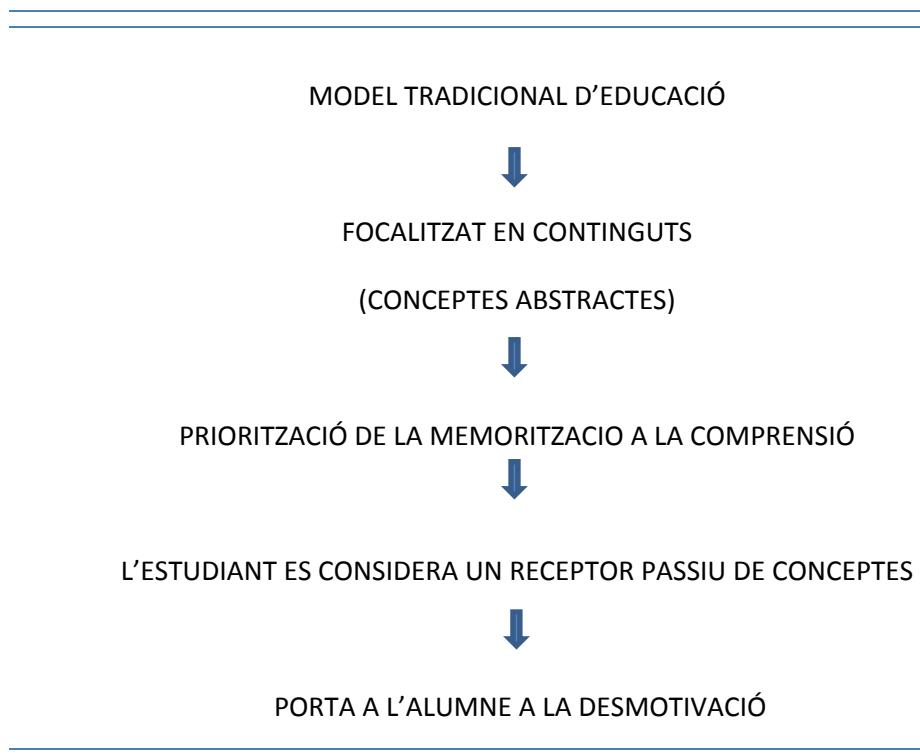 MODEL TRADICIONAL D’EDUCACIÓ
FOCALITZAT EN CONTINGUTS
(CONCEPTES ABSTRACTES)
PRIORITZACIÓ DE LA MEMORITZACIO A LA COMPRENSIÓ
L’ESTUDIANT ES CONSIDERA UN RECEPTOR PASSIU DE CONCEPTES
PORTA A L’ALUMNE A LA DESMOTIVACIÓ